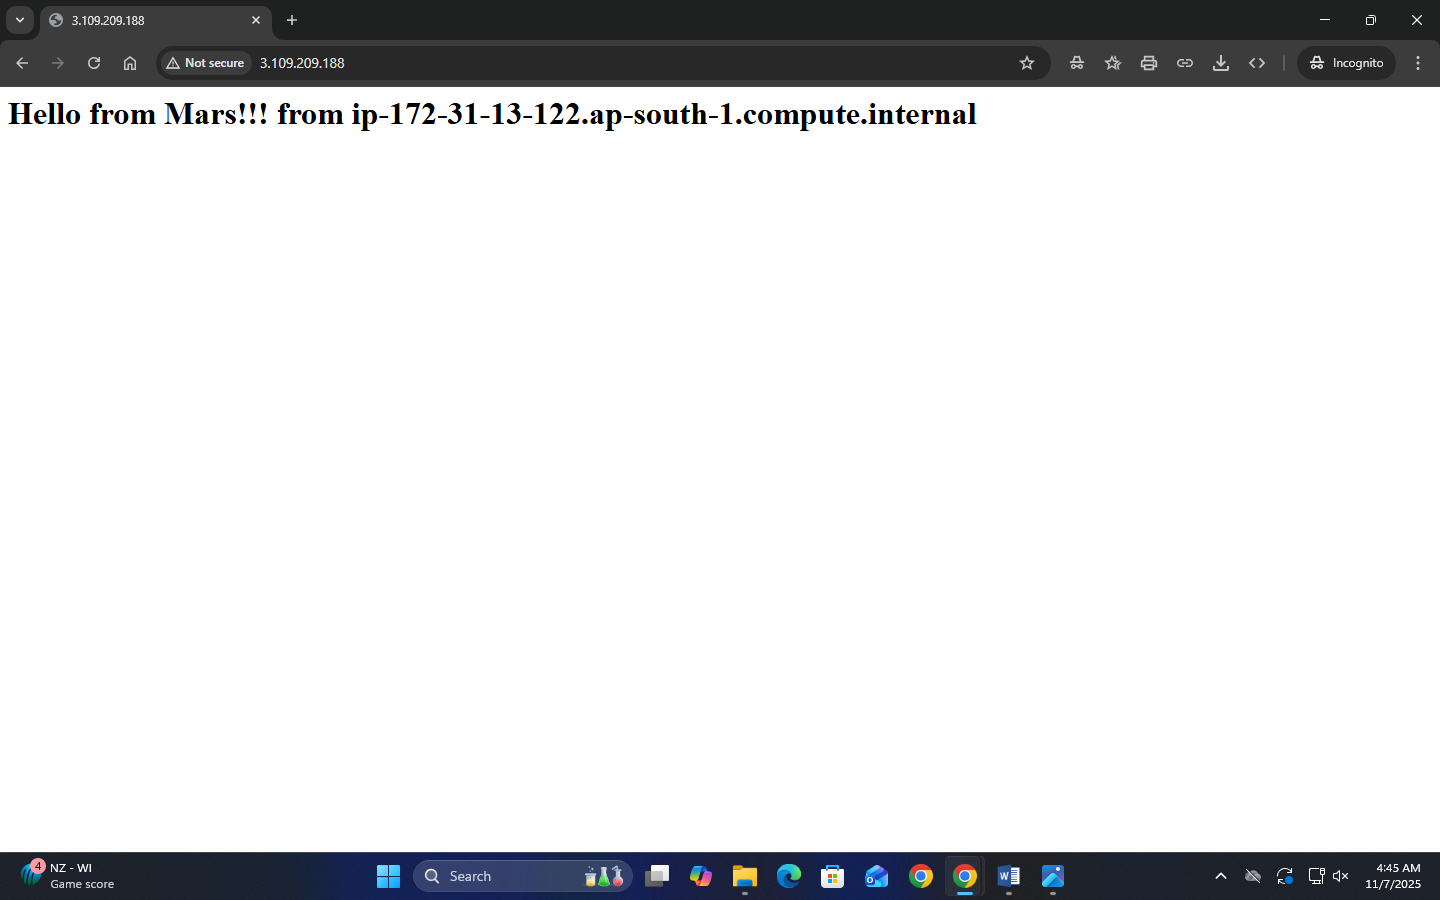 3.109.209.188
Not secure
3.109.209.188
Incognito
Hello from Mars!!! from ip-172-31-13-122.ap-south-1.compute.internal
4
NZ - WI
Game score
Search
4:45 AM
11/7/2025